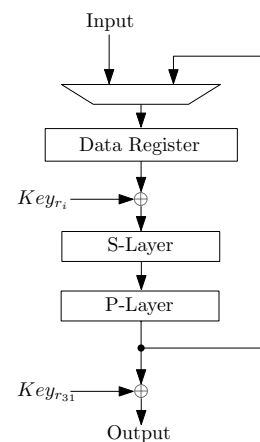 Input
Data Register
Key_{r_i}
S-Layer
P-Layer
Key_{r_{31}}
Output